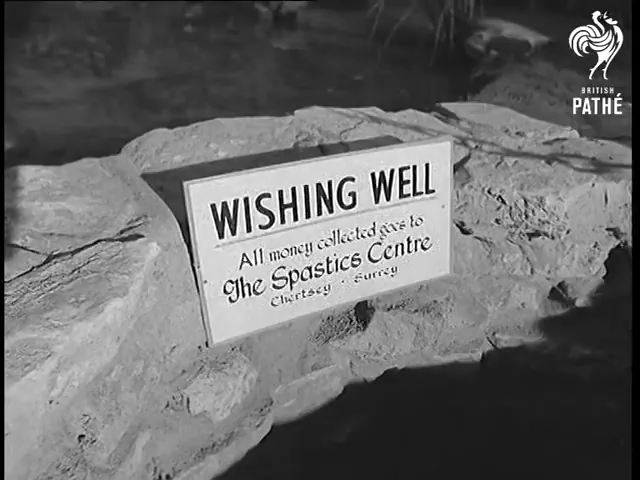 BRITISH
PATHÉ
WISHING WELL
All money collected goes to
The Spastics Centre
Chertsey · Surrey